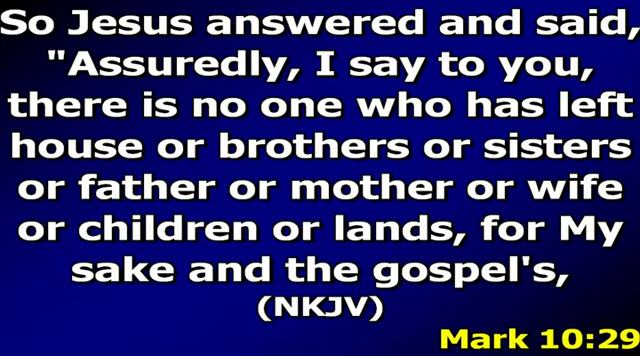 So Jesus answered and said,
"Assuredly, I say to you,
there is no one who has left
house or brothers or sisters
or father or mother or wife
or children or lands, for My
sake and the gospel's,
(NKJV)
Mark 10:29